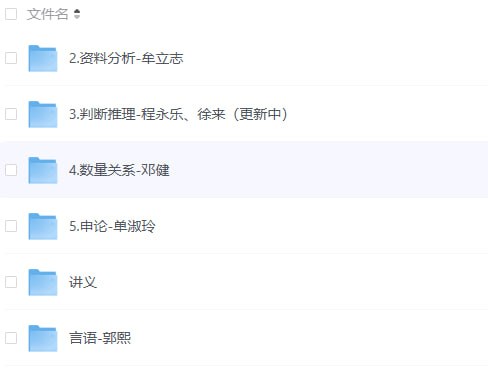 文件名
2.资料分析-牟立志
3.判断推理-程永乐、徐来（更新中）
4.数量关系-邓健
5.申论-单淑玲
讲义
言语-郭熙